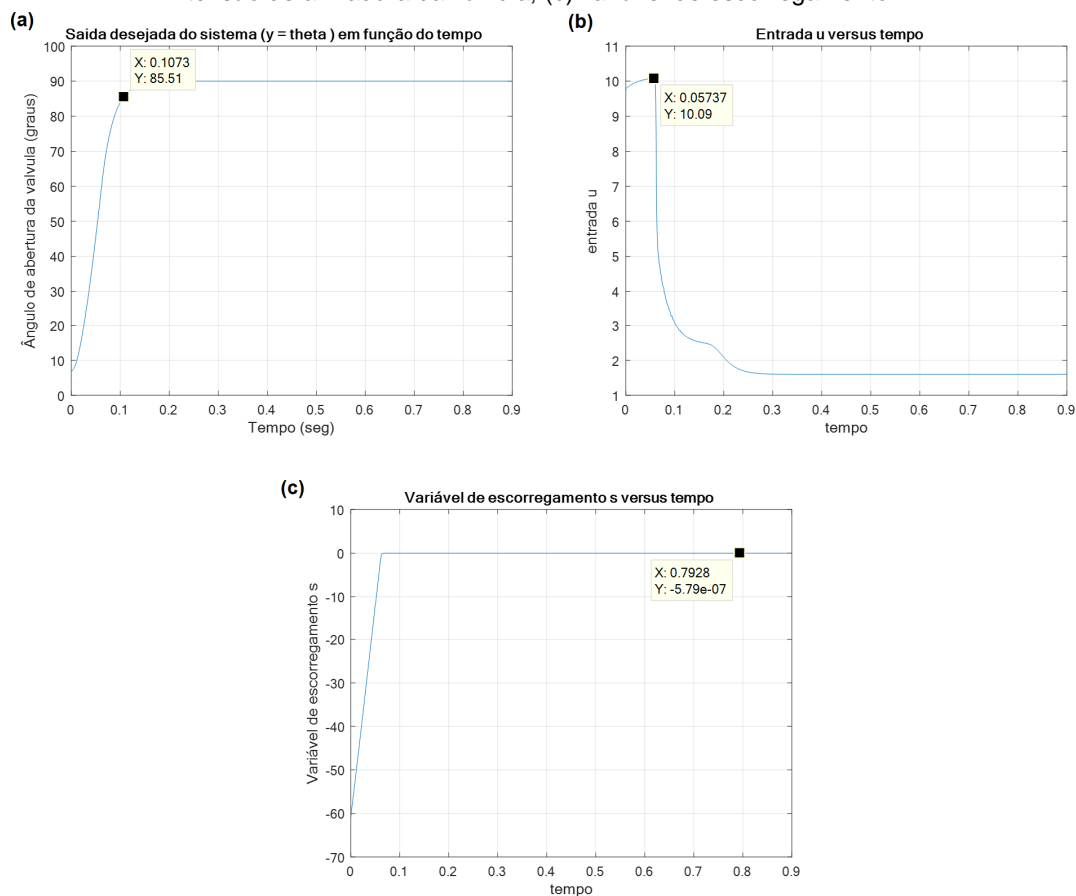 (a)
Saida desejada do sistema (y = theta ) em função do tempo
100
90
80
70
60
50
40
30
20
10
0
Ângulo de abertura da valvula (graus)
X: 0.1073
Y: 85.51
0 0.1 0.2 0.3 0.4 0.5 0.6 0.7 0.8 0.9
Tempo (seg)
(b)
Entrada u versus tempo
11
10
9
8
7
6
5
4
3
2
1
entrada u
X: 0.05737
Y: 10.09
0 0.1 0.2 0.3 0.4 0.5 0.6 0.7 0.8 0.9
tempo
(c)
Variável de escorregamento s versus tempo
10
0
-10
-20
-30
-40
-50
-60
-70
Variável de escorregamento s
X: 0.7928
Y: -5.79e-07
0 0.1 0.2 0.3 0.4 0.5 0.6 0.7 0.8 0.9
tempo